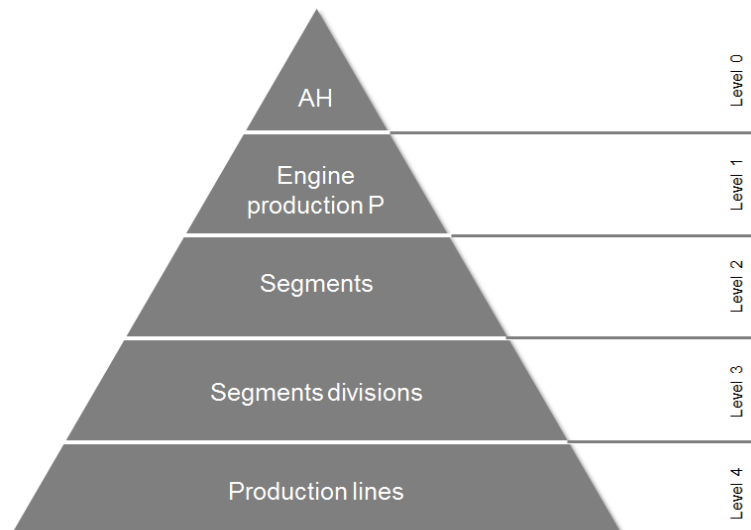 AH
Level 0
Engine
production P
Level 1
Segments
Level 2
Segments divisions
Level 3
Production lines
Level 4